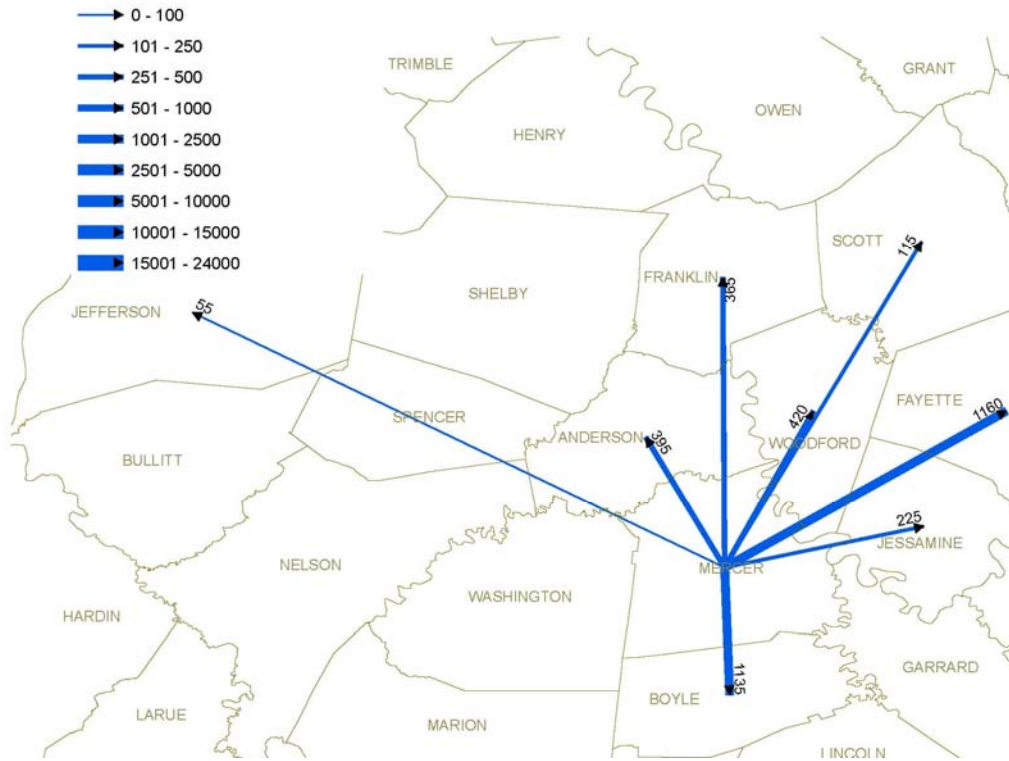 0 - 100
101 - 250
251 - 500
501 - 1000
1001 - 2500
2501 - 5000
5001 - 10000
10001 - 15000
15001 - 24000
TRIMBLE
GRANT
OWEN
HENRY
SCOTT
115
FRANKLIN
365
SHELBY
JEFFERSON
55
FAYETTE
1160
SPENCER
ANDERSON
395
420
WOODFORD
BULLITT
225
JESSAMINE
NELSON
MERCER
WASHINGTON
HARDIN
GARRARD
1135
BOYLE
LARUE
MARION
LINCOLN